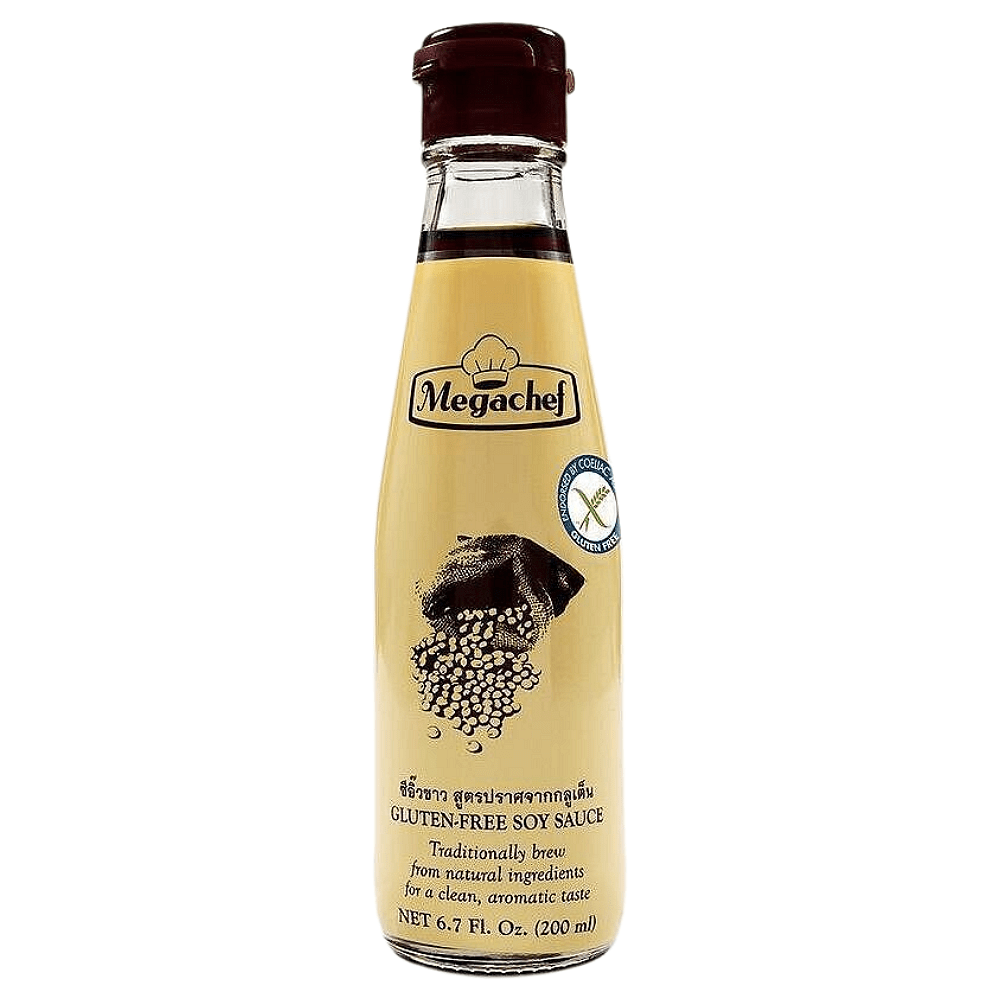 Megachef
ENDORSED BY COELIAC
GLUTEN FREE
ซีอิ๊วขาว สูตรปราศจากกลูเต็น
GLUTEN-FREE SOY SAUCE
Traditionally brew
from natural ingredients
for a clean, aromatic taste
NET 6.7 Fl. Oz. (200 ml)